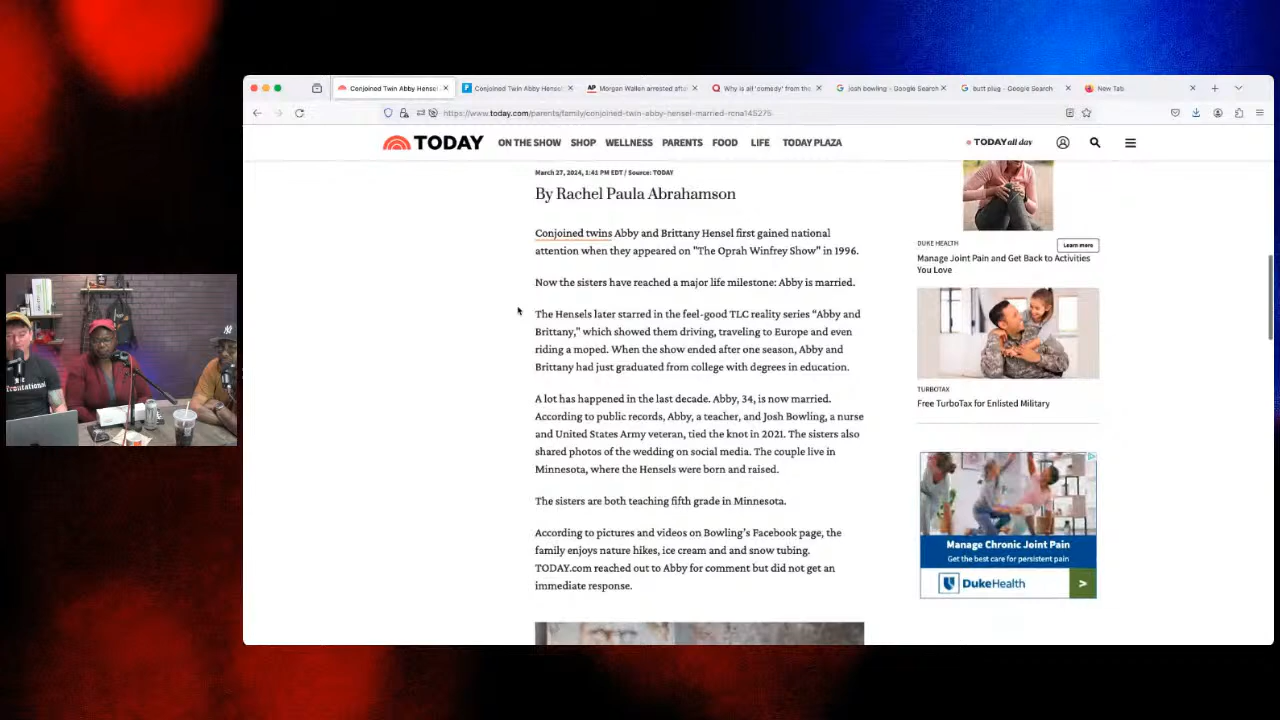 Conjoined Twin Abby Hensel
Conjoined Twin Abby Hensel
AP Morgan Wallen arrested afte
Why is all 'comedy' from the
josh bowling - Google Search
butt plug - Google Search
New Tab
https://www.today.com/parents/family/conjoined-twin-abby-hensel-married-rcna145275
TODAY
ON THE SHOW SHOP WELLNESS PARENTS FOOD LIFE TODAY PLAZA
TODAY all day
March 27, 2024, 1:41 PM EDT / Source: TODAY
By Rachel Paula Abrahamson
Conjoined twins Abby and Brittany Hensel first gained national
attention when they appeared on "The Oprah Winfrey Show" in 1996.
Now the sisters have reached a major life milestone: Abby is married.
The Hensels later starred in the feel-good TLC reality series “Abby and
Brittany,” which showed them driving, traveling to Europe and even
riding a moped. When the show ended after one season, Abby and
Brittany had just graduated from college with degrees in education.
A lot has happened in the last decade. Abby, 34, is now married.
According to public records, Abby, a teacher, and Josh Bowling, a nurse
and United States Army veteran, tied the knot in 2021. The sisters also
shared photos of the wedding on social media. The couple live in
Minnesota, where the Hensels were born and raised.
The sisters are both teaching fifth grade in Minnesota.
According to pictures and videos on Bowling’s Facebook page, the
family enjoys nature hikes, ice cream and and snow tubing.
TODAY.com reached out to Abby for comment but did not get an
immediate response.
DUKE HEALTH
Learn more
Manage Joint Pain and Get Back to Activities
You Love
TURBOTAX
Free TurboTax for Enlisted Military
Manage Chronic Joint Pain
Get the best care for persistent pain
DukeHealth